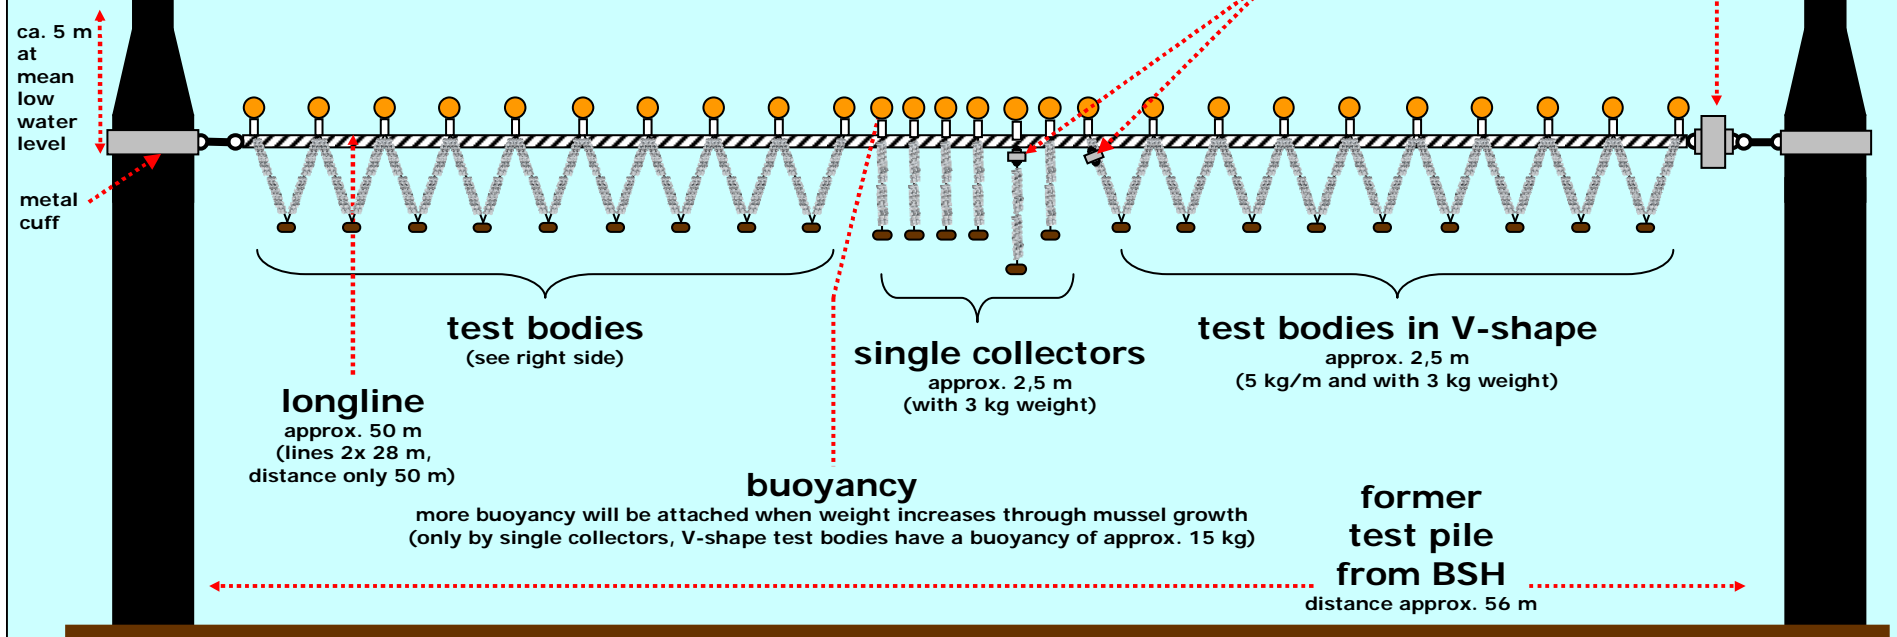 ca. 5 m
at
mean
low
water
level
metal
cuff
test bodies
(see right side)
longline
approx. 50 m
(lines 2x 28 m,
distance only 50 m)
single collectors
approx. 2,5 m
(with 3 kg weight)
test bodies in V-shape
approx. 2,5 m
(5 kg/m and with 3 kg weight)
buoyancy
more buoyancy will be attached when weight increases through mussel growth
(only by single collectors, V-shape test bodies have a buoyancy of approx. 15 kg)
former
test pile
from BSH
distance approx. 56 m